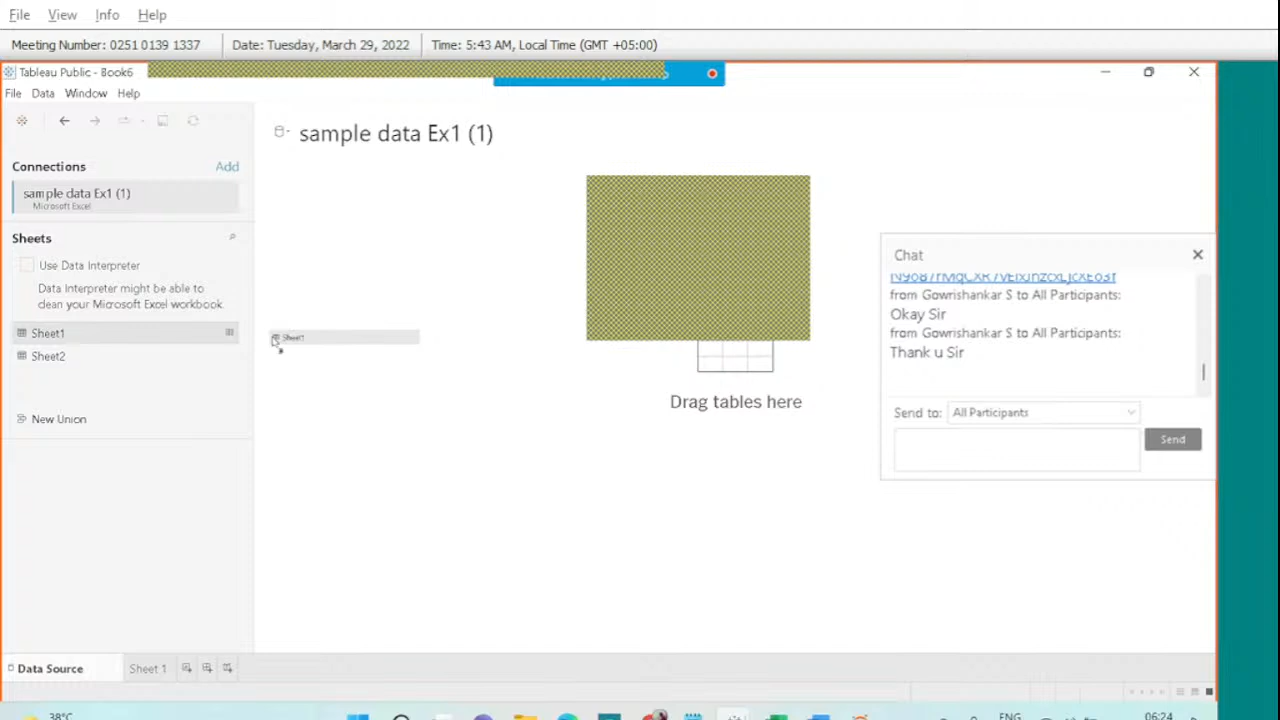 File View Info Help
Meeting Number: 0251 0139 1337 Date: Tuesday, March 29, 2022 Time: 5:43 AM, Local Time (GMT +05:00)
Tableau Public - Book6
File Data Window Help
Connections Add
sample data Ex1 (1)
Microsoft Excel
Sheets
Use Data Interpreter
Data Interpreter might be able to
clean your Microsoft Excel workbook.
Sheet1
Sheet2
New Union
sample data Ex1 (1)
Sheet1
Drag tables here
Chat
from Gowrishankar S to All Participants:
Okay Sir
from Gowrishankar S to All Participants:
Thank u Sir
Send to: All Participants
Send
Data Source Sheet 1
38°C
ENG
06:24